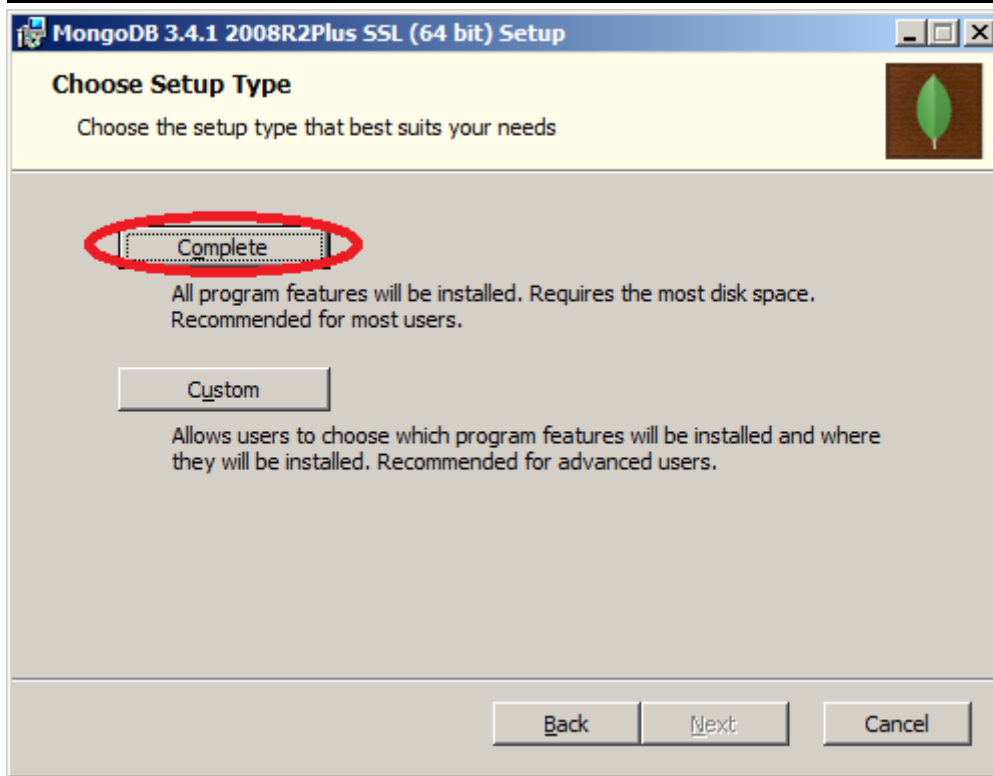 MongoDB 3.4.1 2008R2Plus SSL (64 bit) Setup
Choose Setup Type
Choose the setup type that best suits your needs
Complete
All program features will be installed. Requires the most disk space.
Recommended for most users.
Custom
Allows users to choose which program features will be installed and where
they will be installed. Recommended for advanced users.
Back Next Cancel